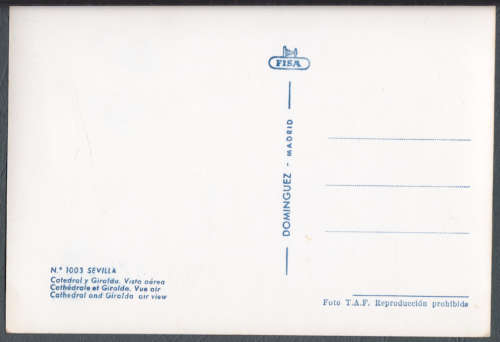 FISA
DOMINGUEZ - MADRID
N.° 1003 SEVILLA
Catedral y Giralda. Vista aérea
Cathédrale et Giralda. Vue air
Cathedral and Giralda air view
Foto T.A.F. Reproducción prohibida